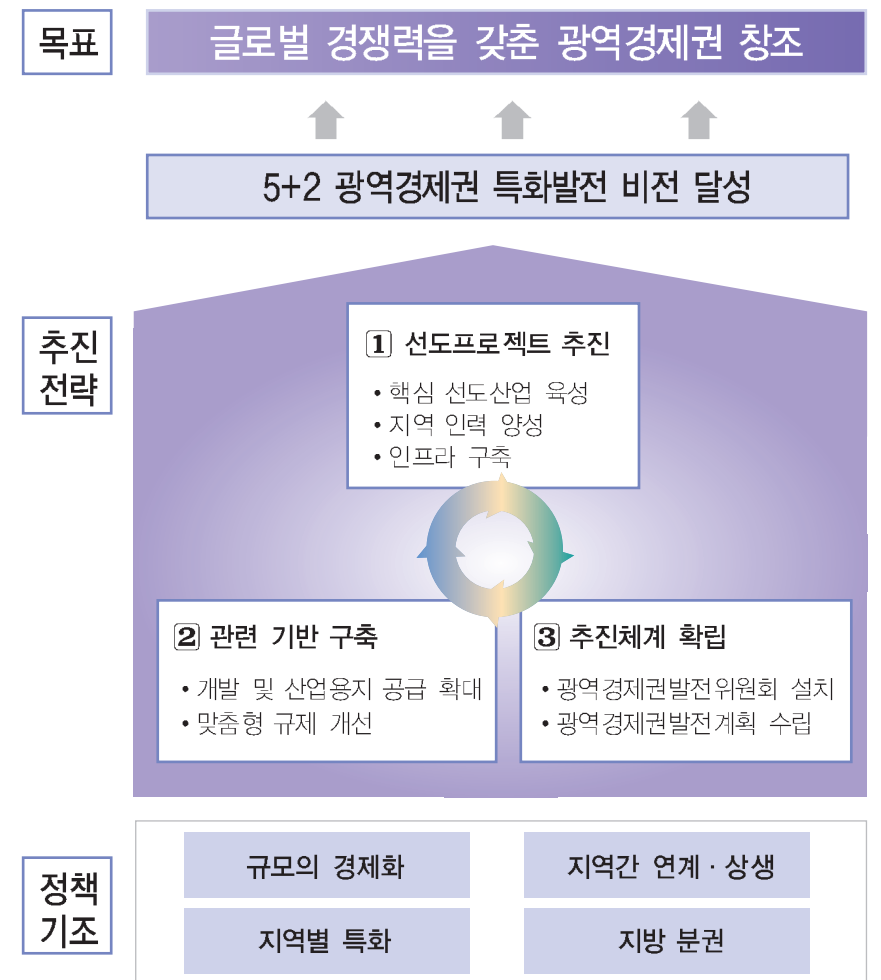 목표
글로벌 경쟁력을 갖춘 광역경제권 창조
5+2 광역경제권 특화발전 비전 달성
추진
전략
1 선도프로젝트 추진
• 핵심 선도산업 육성
• 지역 인력 양성
• 인프라 구축
2 관련 기반 구축
• 개발 및 산업용지 공급 확대
• 맞춤형 규제 개선
3 추진체계 확립
• 광역경제권발전위원회 설치
• 광역경제권발전계획 수립
정책
기조
규모의 경제화
지역간 연계·상생
지역별 특화
지방 분권